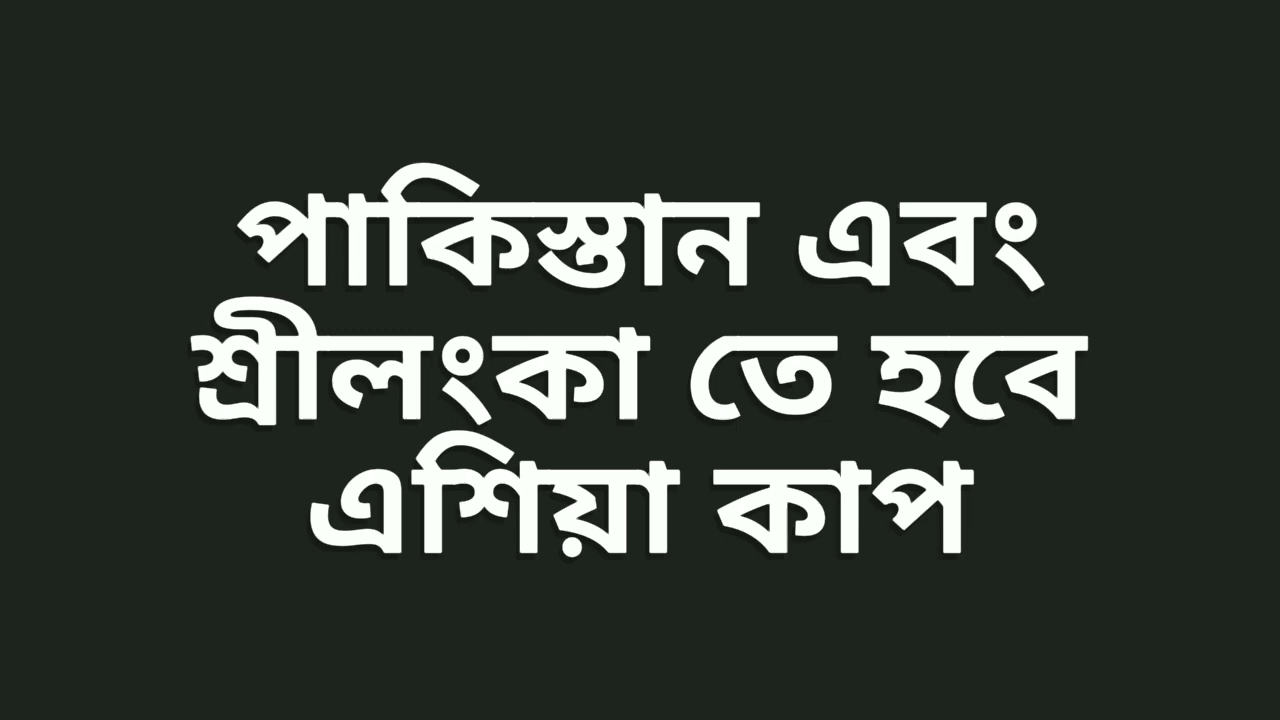 পাকিস্তান এবং
শ্রীলংকা তে হবে
এশিয়া কাপ